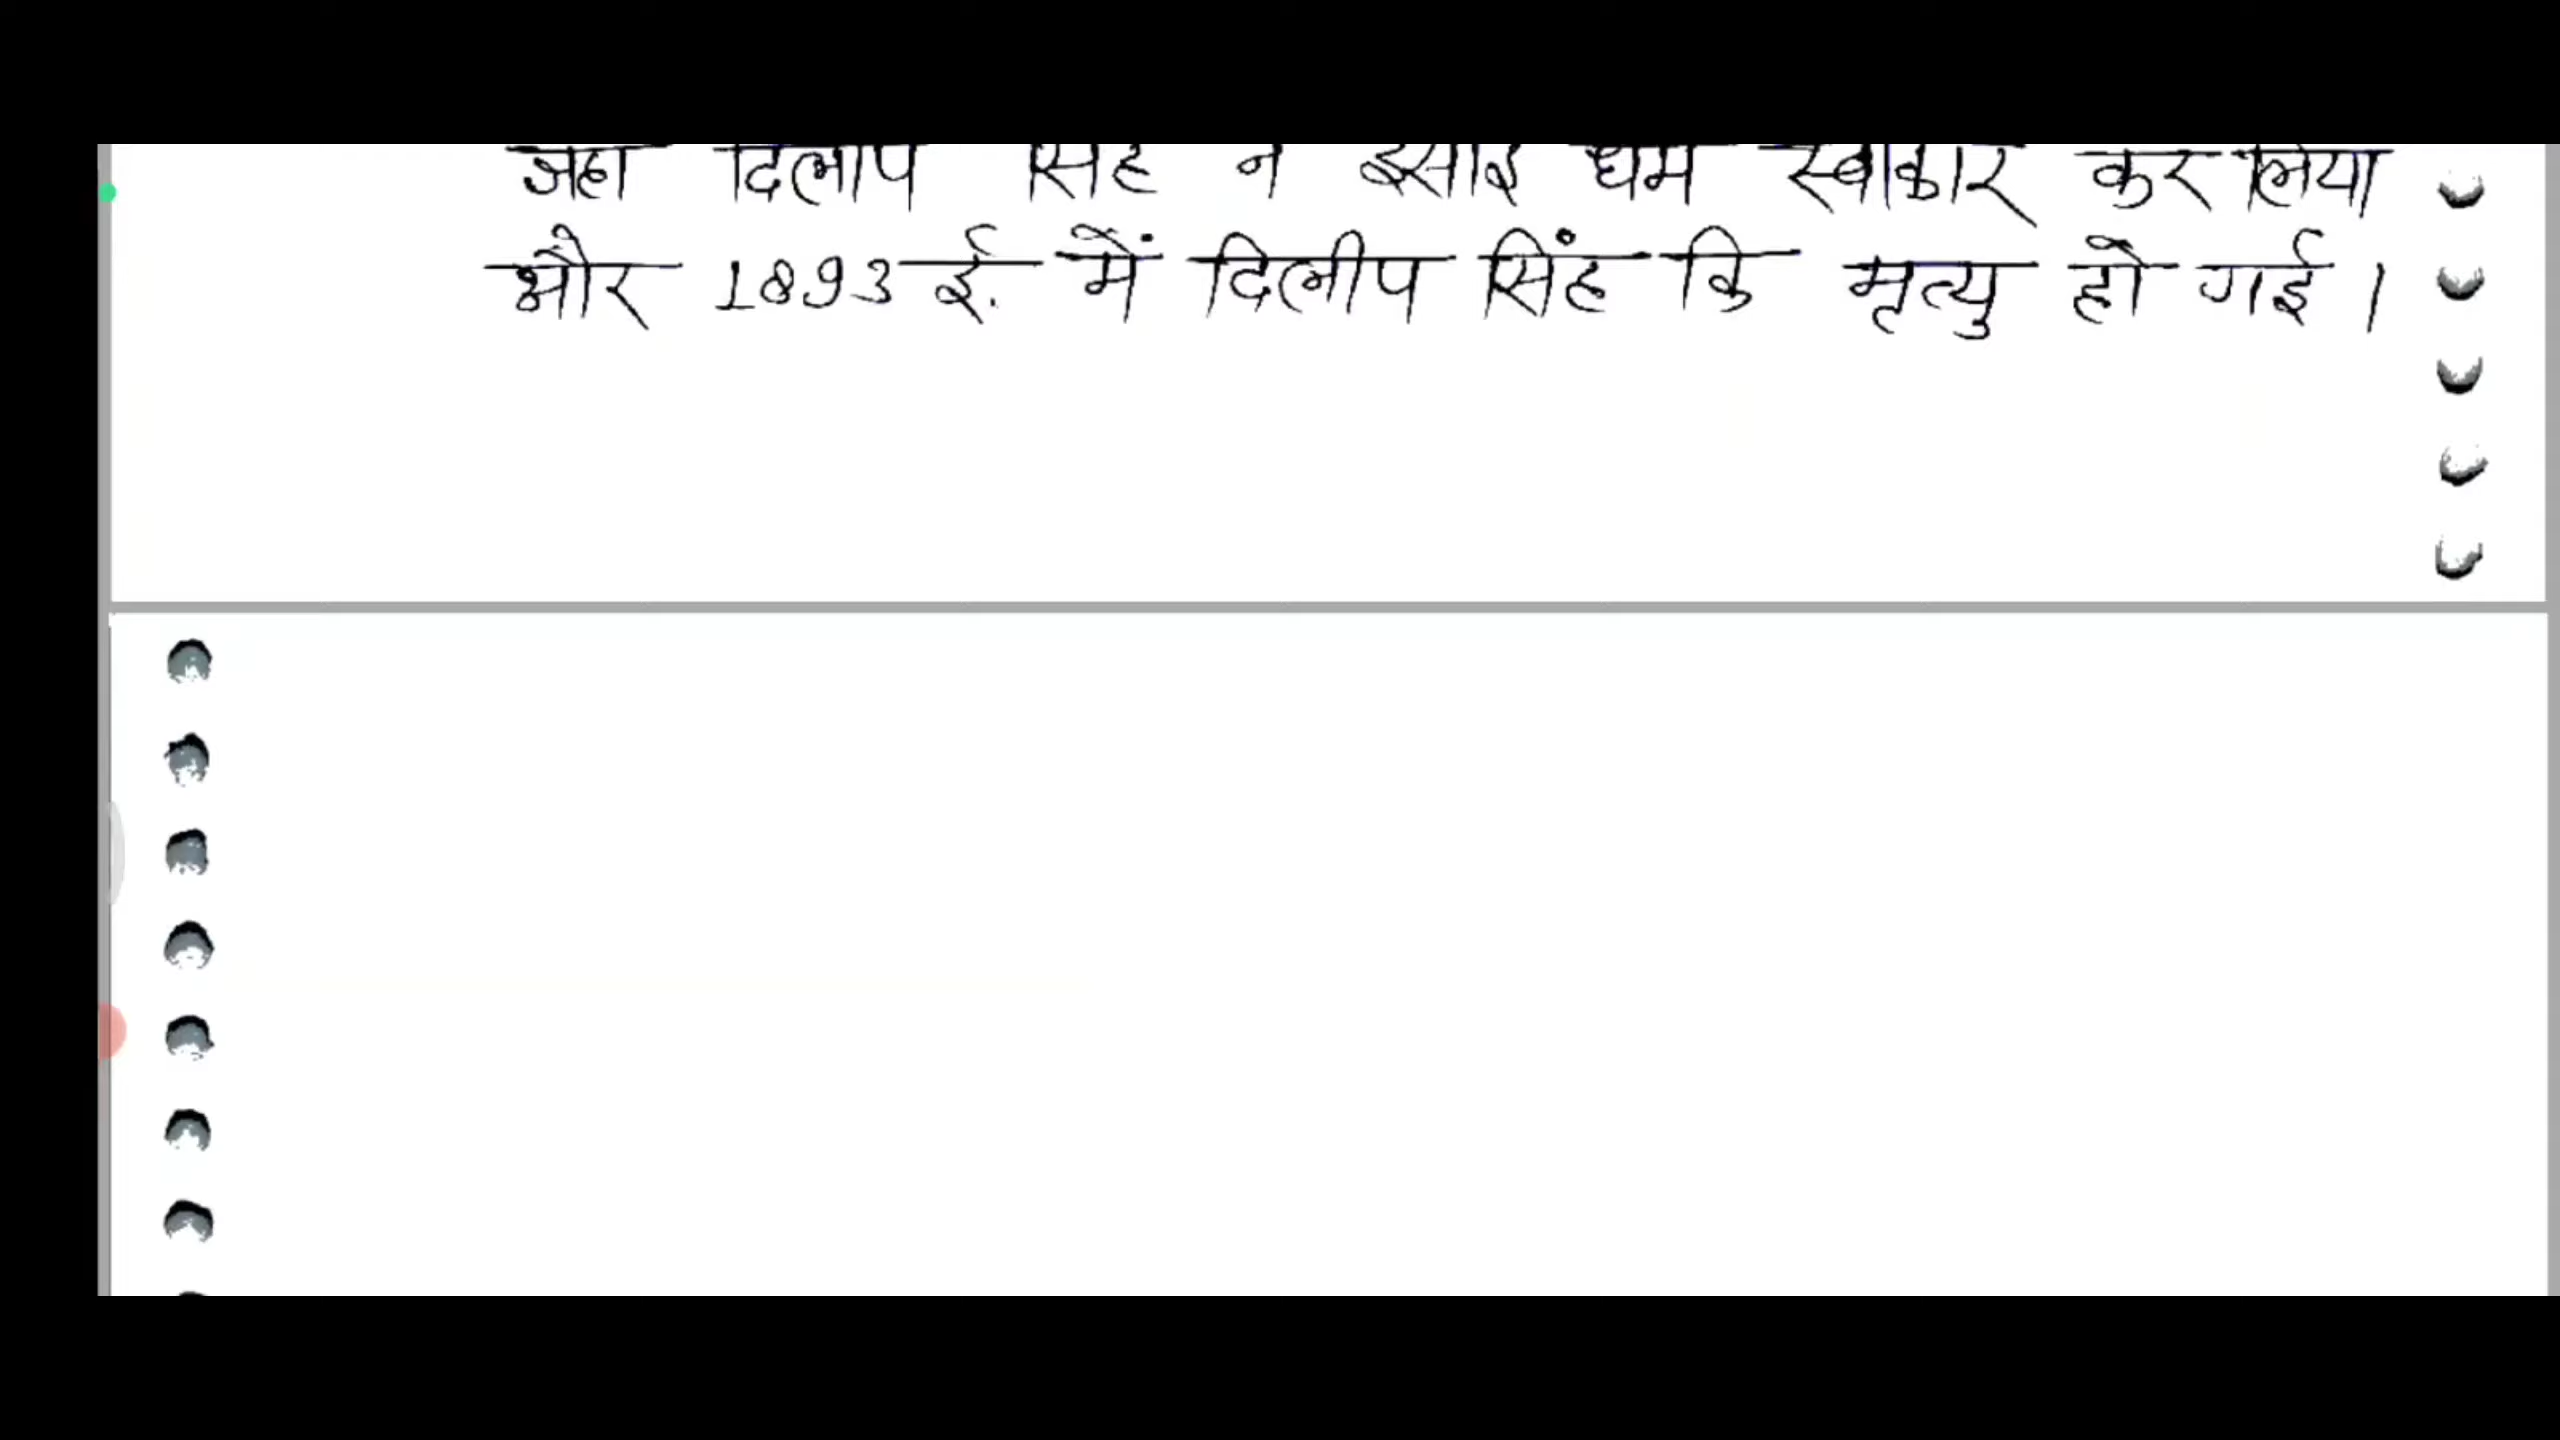 जहाँ दिलीप सिंह ने ईसाई धर्म स्वीकार कर लिया
और 1893 ई. में दिलीप सिंह कि मृत्यु हो गई ।